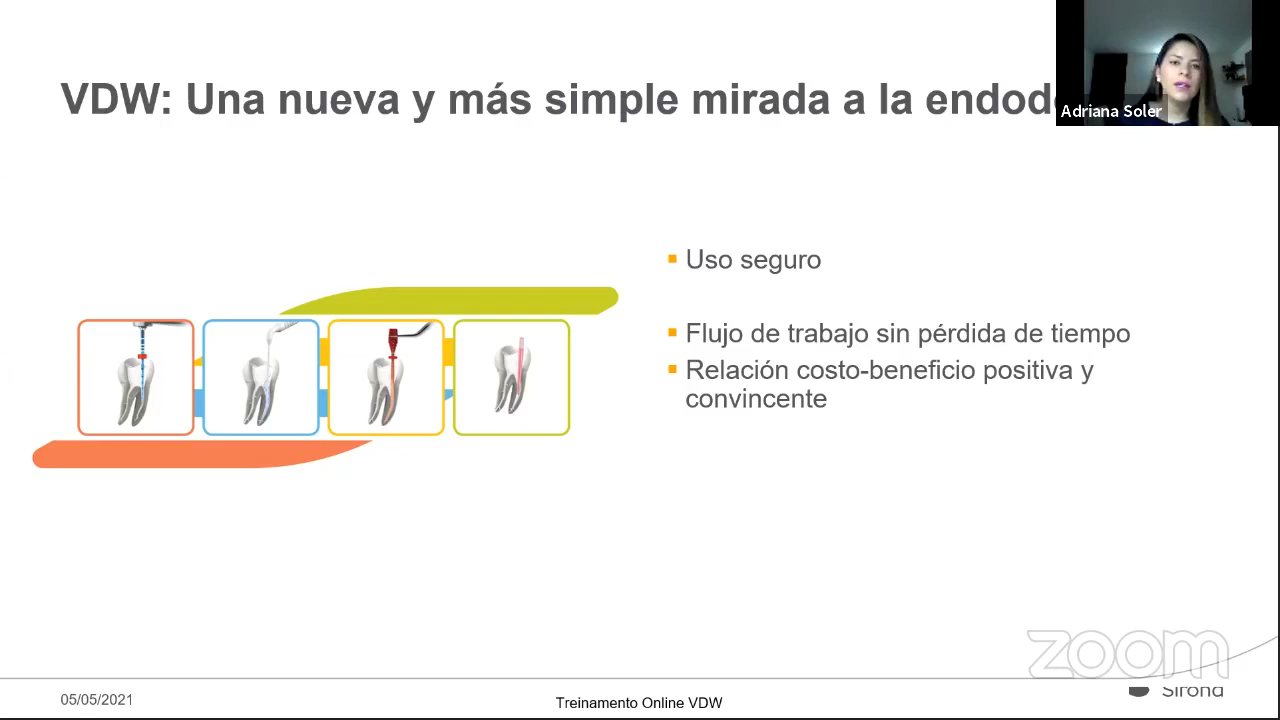 VDW: Una nueva y más simple mirada a la endod
Adriana Soler
Uso seguro
Flujo de trabajo sin pérdida de tiempo
Relación costo-beneficio positiva y
convincente
zoom
Sirona
05/05/2021
Treinamento Online VDW